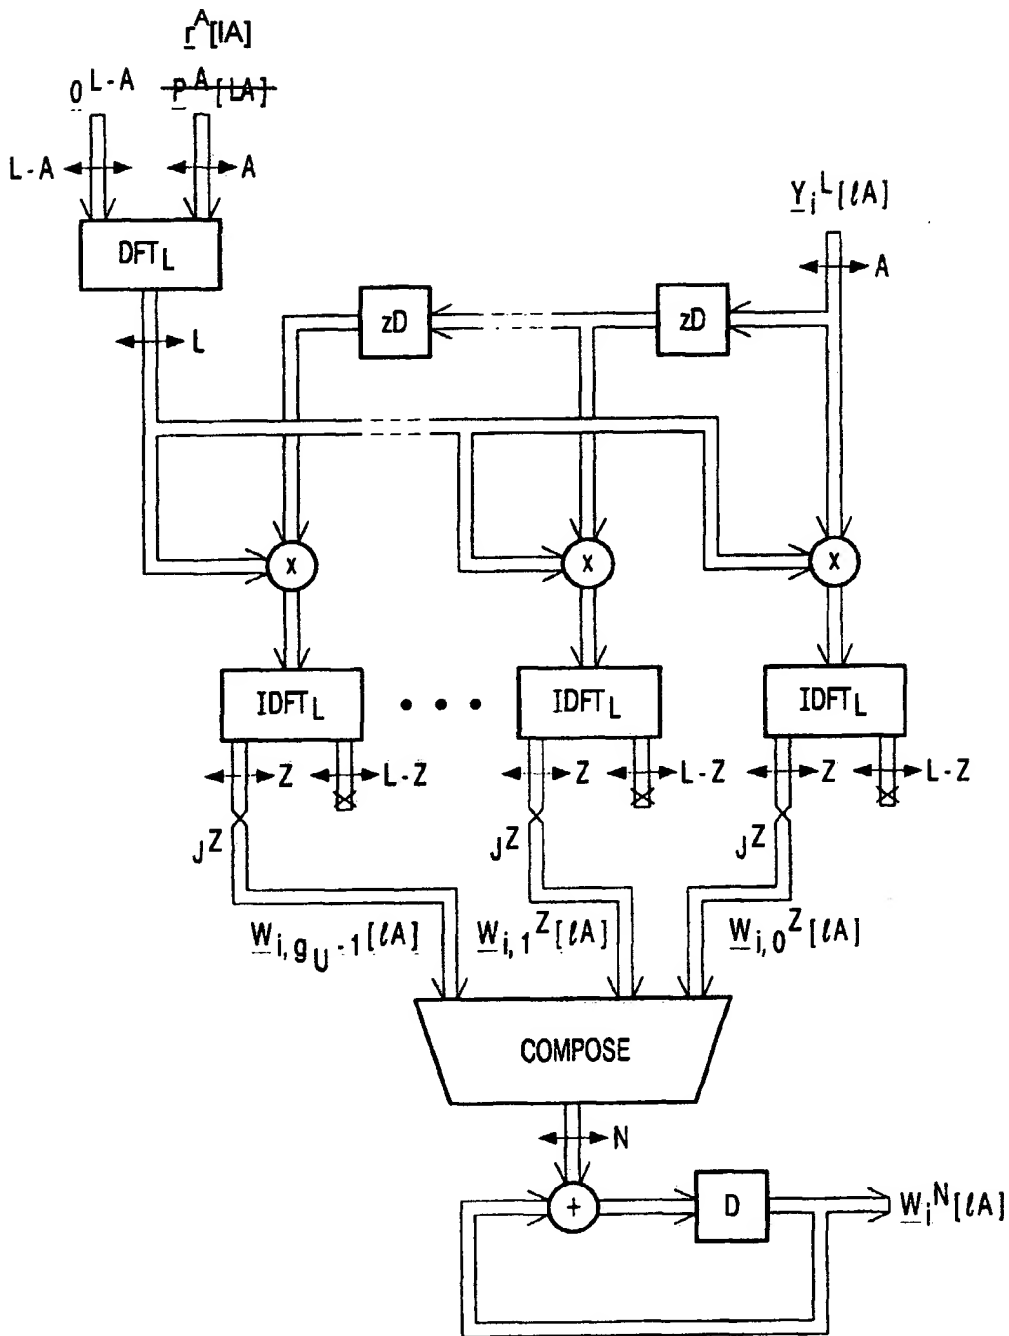 r^A[lA]
0^L-A P^A[LA]
L-A A
Y_i^L[ℓA]
DFT_L
A
zD zD
L
x x x
IDFT_L • • • IDFT_L IDFT_L
Z L-Z Z L-Z Z L-Z
J^Z J^Z J^Z
W_i,g_U-1[ℓA] W_i,1^Z[ℓA] W_i,0^Z[ℓA]
COMPOSE
N
+ D W_i^N[ℓA]